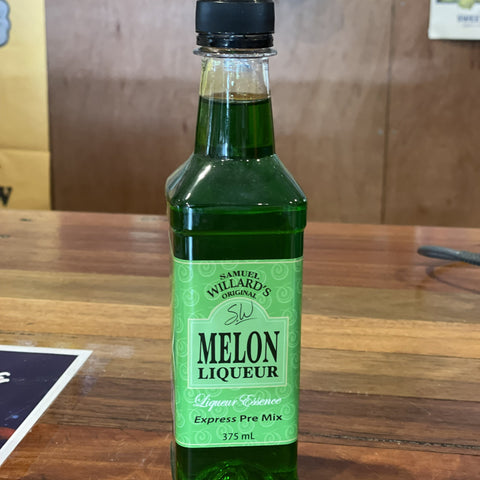 SAMUEL
WILLARD'S
ORIGINAL
SW
MELON
LIQUEUR
Liqueur Essence
Express Pre Mix
375 mL